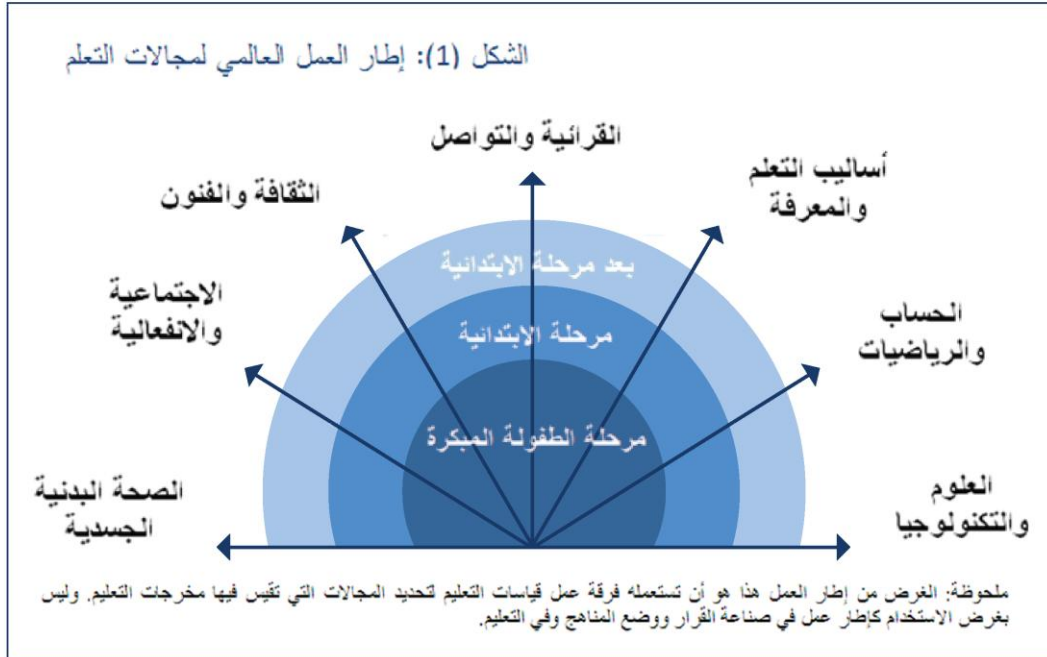 الشكل (1): إطار العمل العالمي لمجالات التعلم
القرائية والتواصل
أساليب التعلم
والمعرفة
الثقافة والفنون
الحساب
والرياضيات
الاجتماعية
والانفعالية
العلوم
والتكنولوجيا
الصحة البدنية
الجسدية
بعد مرحلة الابتدائية
مرحلة الابتدائية
مرحلة الطفولة المبكرة
ملحوظة: الغرض من إطار العمل هذا هو أن تستعمله فرقة عمل قياسات التعليم لتحديد المجالات التي تقيس فيها مخرجات التعليم. وليس
بغرض الاستخدام كإطار عمل في صناعة القرار ووضع المناهج وفي التعليم.